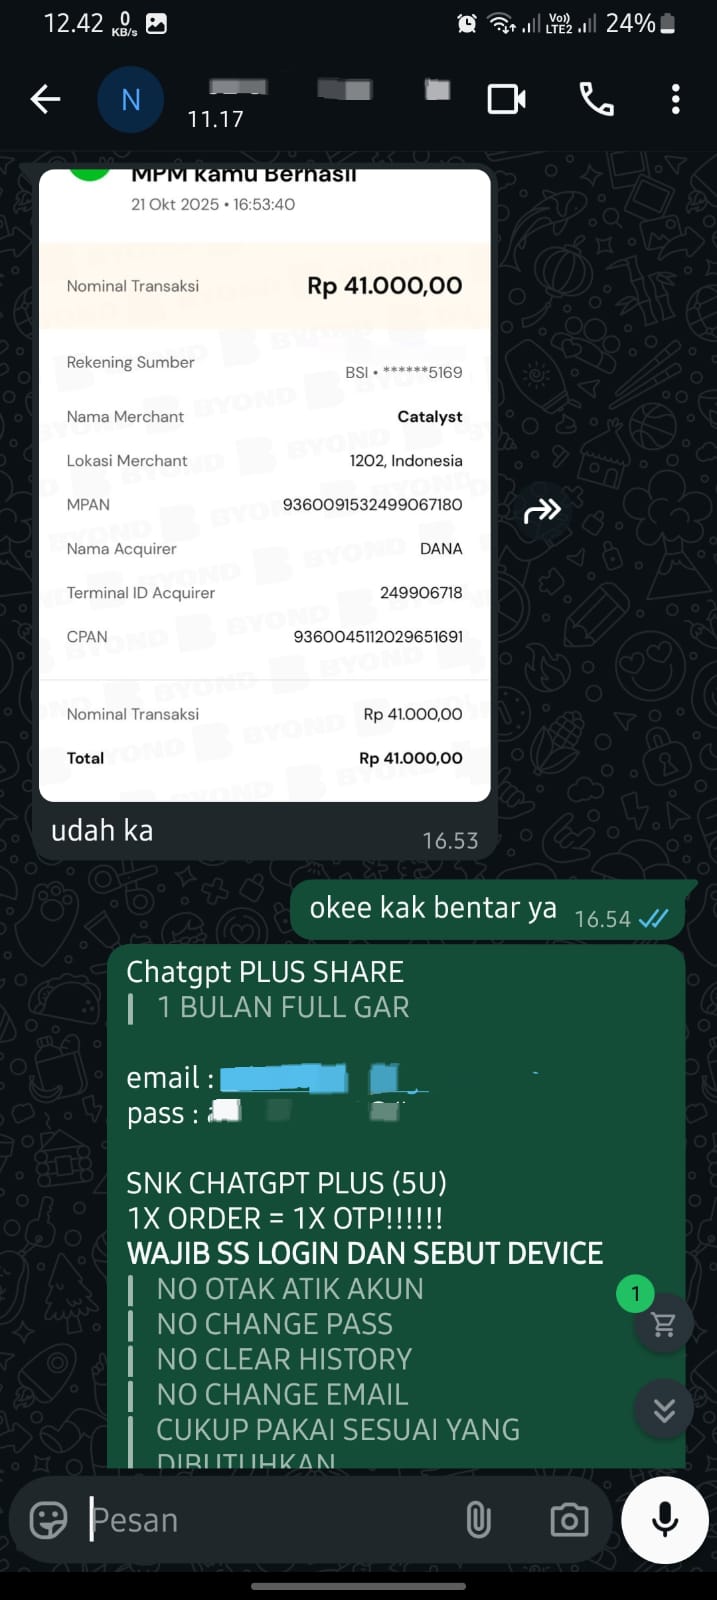 12.42 0 KB/s Vo)) LTE2 24%
N
11.17
MPM kamu Berhasil
21 Okt 2025 • 16:53:40
Nominal Transaksi Rp 41.000,00
Rekening Sumber BSI • ******5169
Nama Merchant Catalyst
Lokasi Merchant 1202, Indonesia
MPAN 9360091532499067180
Nama Acquirer DANA
Terminal ID Acquirer 249906718
CPAN 9360045112029651691
Nominal Transaksi Rp 41.000,00
Total Rp 41.000,00
udah ka 16.53
okee kak bentar ya 16.54
Chatgpt PLUS SHARE
1 BULAN FULL GAR
email :
pass :
SNK CHATGPT PLUS (5U)
1X ORDER = 1X OTP!!!!!!
WAJIB SS LOGIN DAN SEBUT DEVICE
NO OTAK ATIK AKUN
1
NO CHANGE PASS
NO CLEAR HISTORY
NO CHANGE EMAIL
CUKUP PAKAI SESUAI YANG
DIBUTUHKAN
Pesan